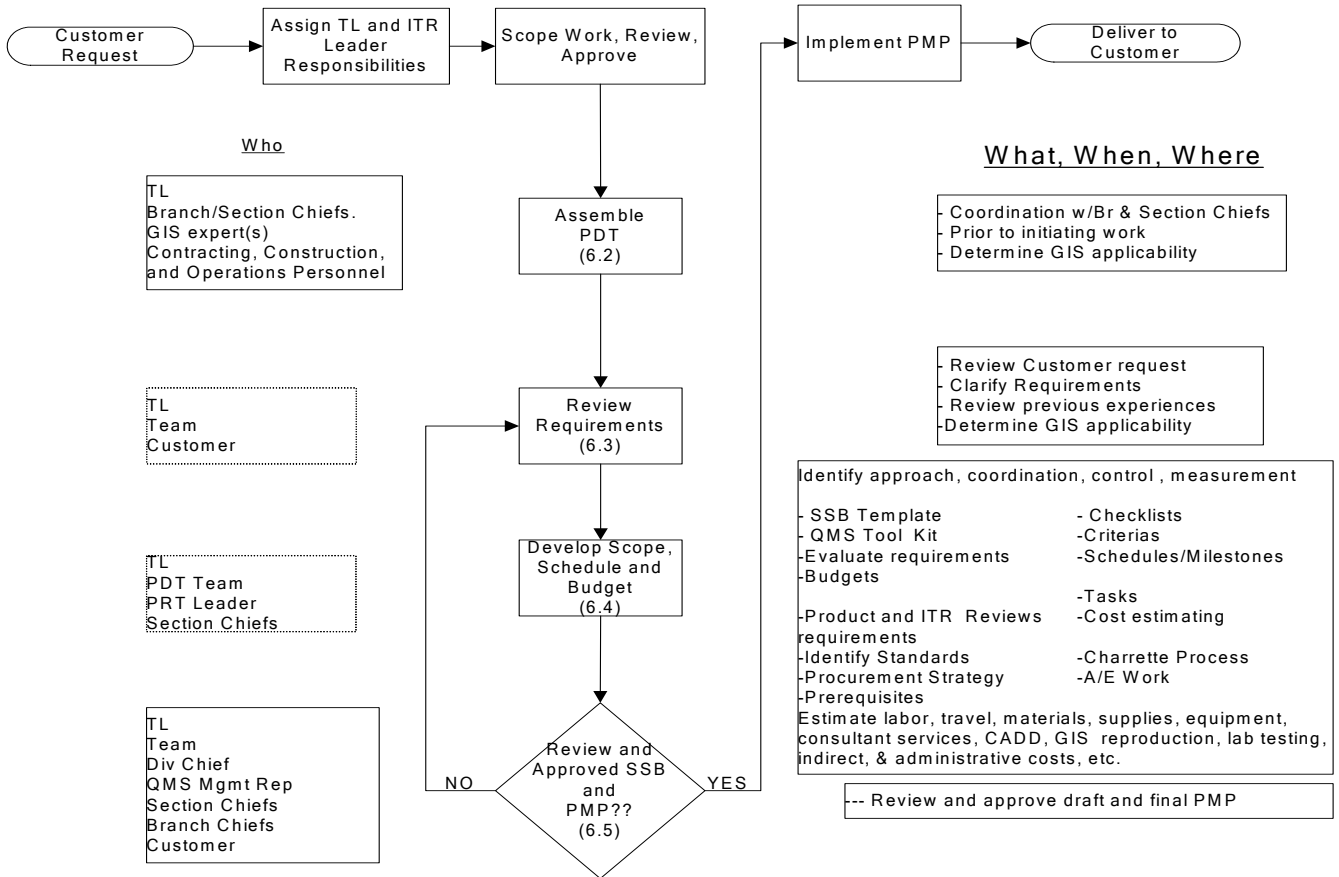 Customer
Request
Assign TL and ITR
Leader
Responsibilities
Scope Work, Review,
Approve
Implement PMP
Deliver to
Customer
Who
What, When, Where
TL
Branch/Section Chiefs.
GIS expert(s)
Contracting, Construction,
and Operations Personnel
Assemble
PDT
(6.2)
- Coordination w/Br & Section Chiefs
- Prior to initiating work
- Determine GIS applicability
TL
Team
Customer
Review
Requirements
(6.3)
- Review Customer request
- Clarify Requirements
- Review previous experiences
-Determine GIS applicability
TL
PDT Team
PRT Leader
Section Chiefs
Develop Scope,
Schedule and
Budget
(6.4)
Identify approach, coordination, control , measurement
- SSB Template - Checklists
- QMS Tool Kit -Criterias
-Evaluate requirements -Schedules/Milestones
-Budgets
-Tasks
-Product and ITR Reviews -Cost estimating
requirements
-Identify Standards -Charrette Process
-Procurement Strategy -A/E Work
-Prerequisites
Estimate labor, travel, materials, supplies, equipment,
consultant services, CADD, GIS reproduction, lab testing,
indirect, & administrative costs, etc.
TL
Team
Div Chief
QMS Mgmt Rep
Section Chiefs
Branch Chiefs
Customer
NO
Review and
Approved SSB
and
PMP??
(6.5)
YES
--- Review and approve draft and final PMP